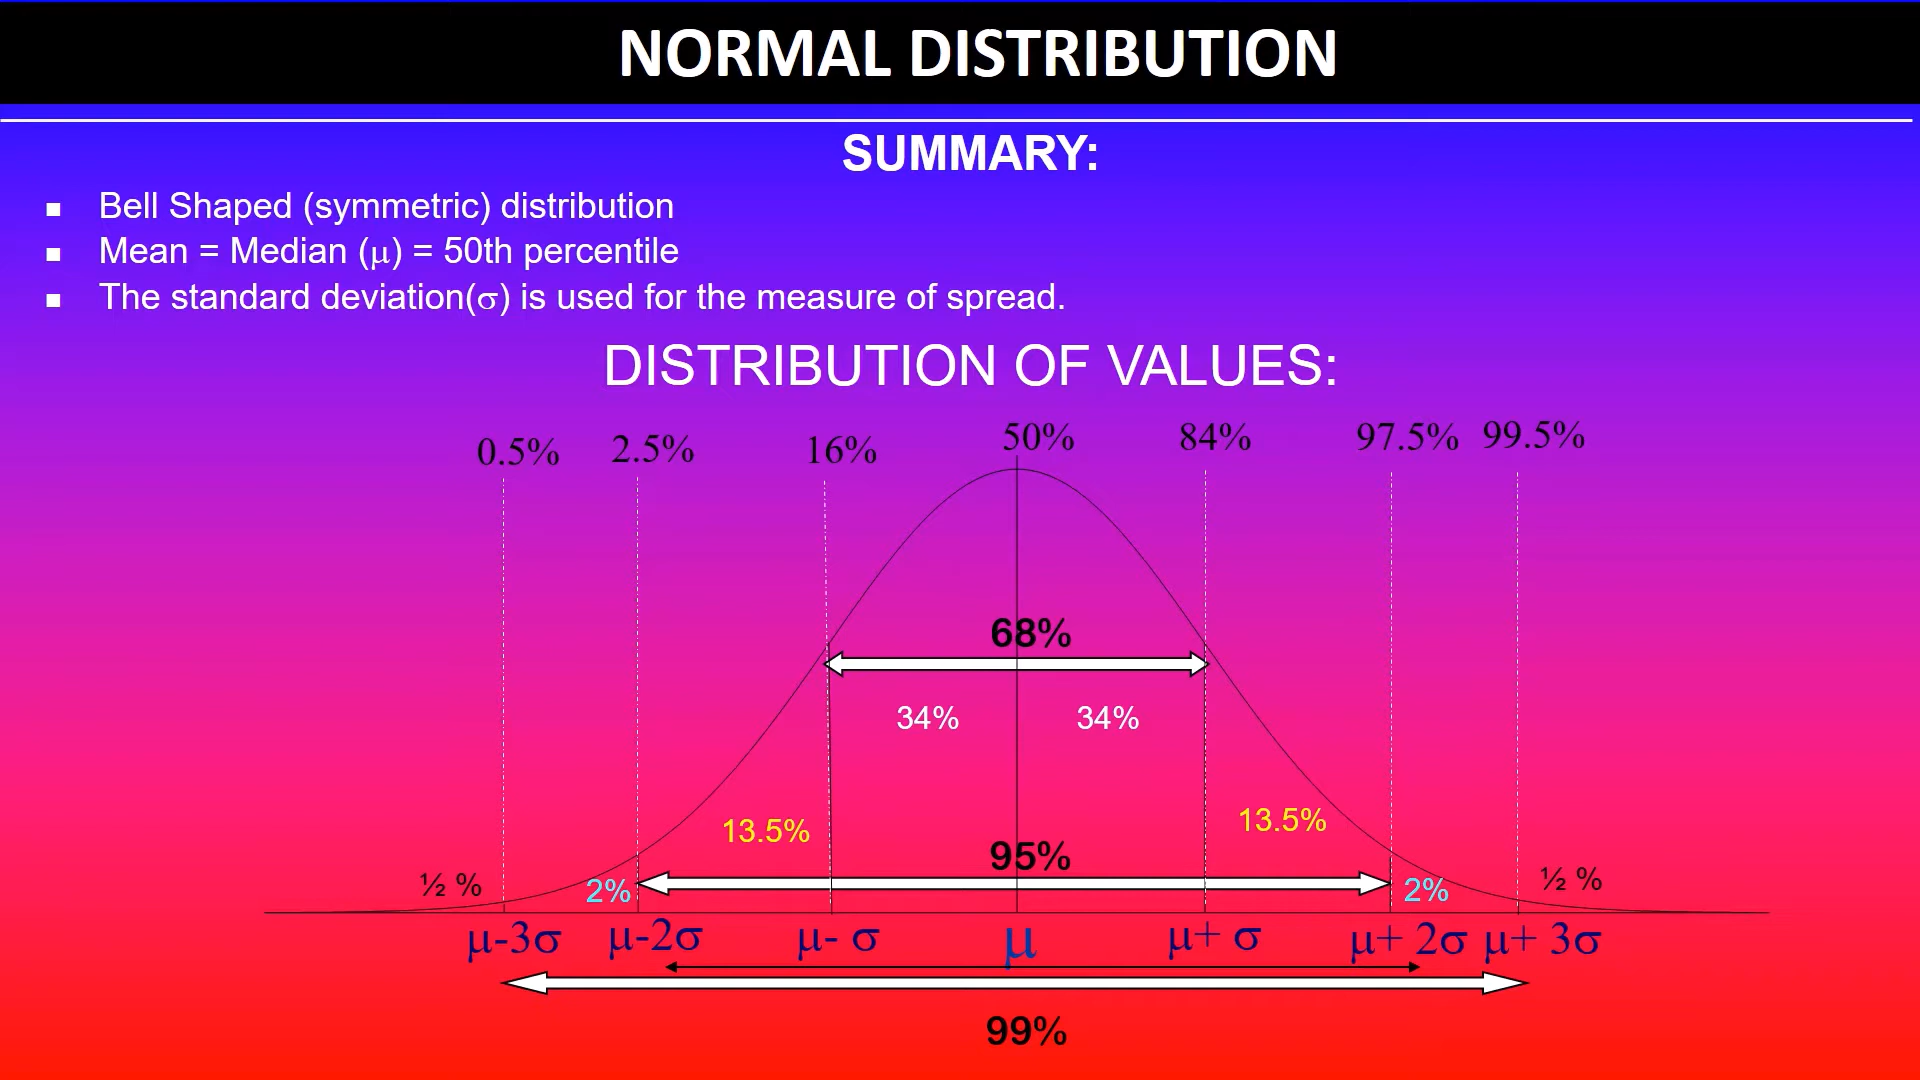 NORMAL DISTRIBUTION
SUMMARY:
▪ Bell Shaped (symmetric) distribution
▪ Mean = Median (μ) = 50th percentile
▪ The standard deviation(σ) is used for the measure of spread.
DISTRIBUTION OF VALUES:
0.5% 2.5% 16% 50% 84% 97.5% 99.5%
68%
34% 34%
13.5% 13.5%
95%
½ % 2% 2% ½ %
μ-3σ μ-2σ μ- σ μ μ+ σ μ+ 2σ μ+ 3σ
99%